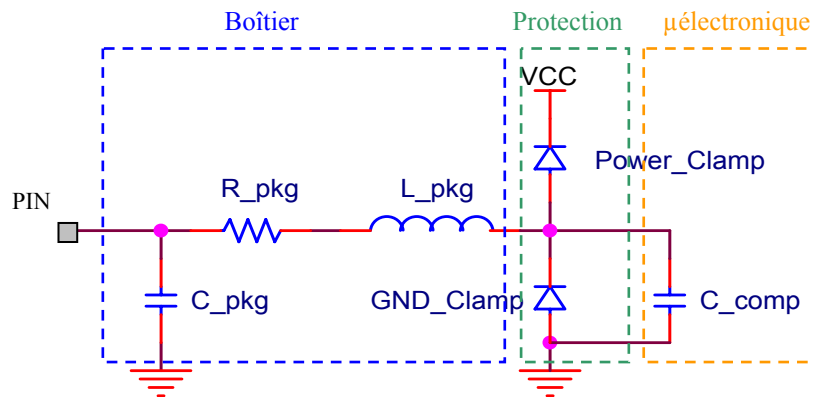 Boîtier
Protection
µélectronique
VCC
Power_Clamp
R_pkg
L_pkg
PIN
C_pkg
GND_Clamp
C_comp